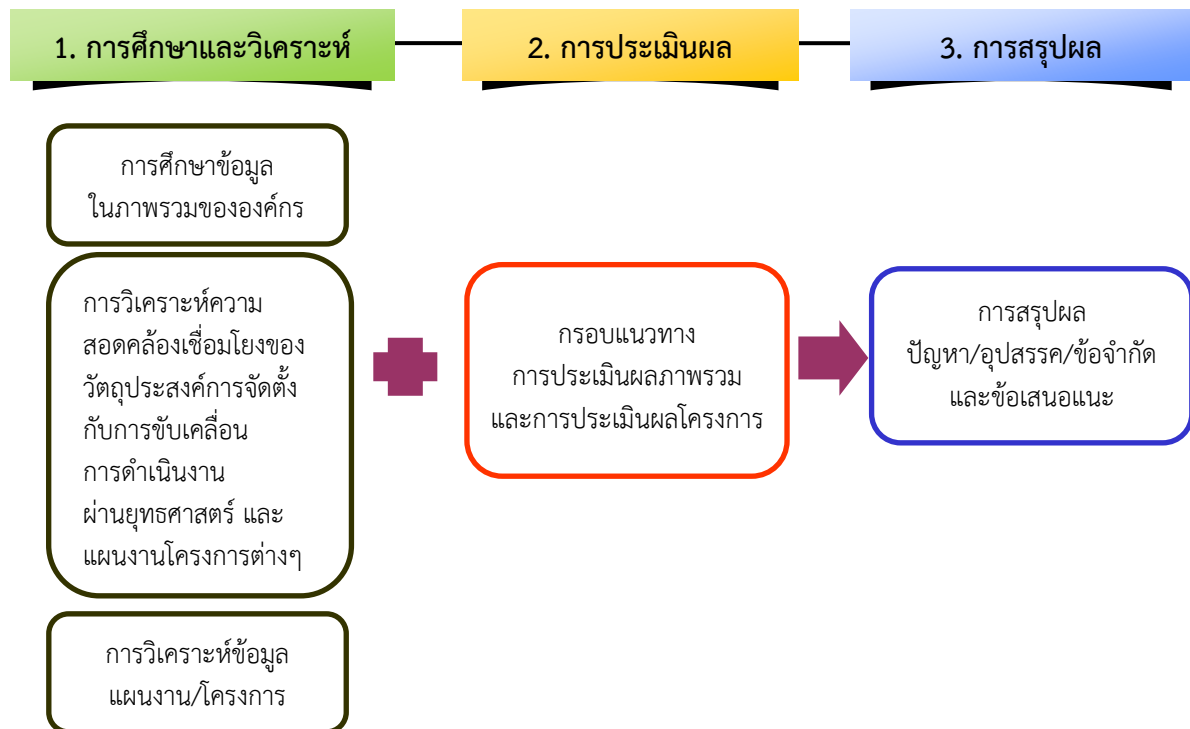 1. การศึกษาและวิเคราะห์
2. การประเมินผล
3. การสรุปผล
การศึกษาข้อมูล
ในภาพรวมขององค์กร
การวิเคราะห์ความ
สอดคล้องเชื่อมโยงของ
วัตถุประสงค์การจัดตั้ง
กับการขับเคลื่อน
การดำเนินงาน
ผ่านยุทธศาสตร์ และ
แผนงานโครงการต่างๆ
การวิเคราะห์ข้อมูล
แผนงาน/โครงการ
กรอบแนวทาง
การประเมินผลภาพรวม
และการประเมินผลโครงการ
การสรุปผล
ปัญหา/อุปสรรค/ข้อจำกัด
และข้อเสนอแนะ